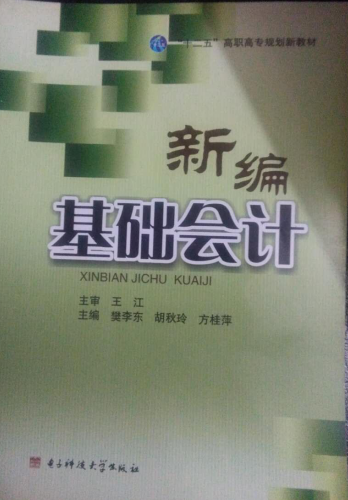 “十二五”高职高专规划新教材
新编
基础会计
XINBIAN JICHU KUAIJI
主审 王 江
主编 樊李东 胡秋玲 方桂萍
电子科技大学出版社